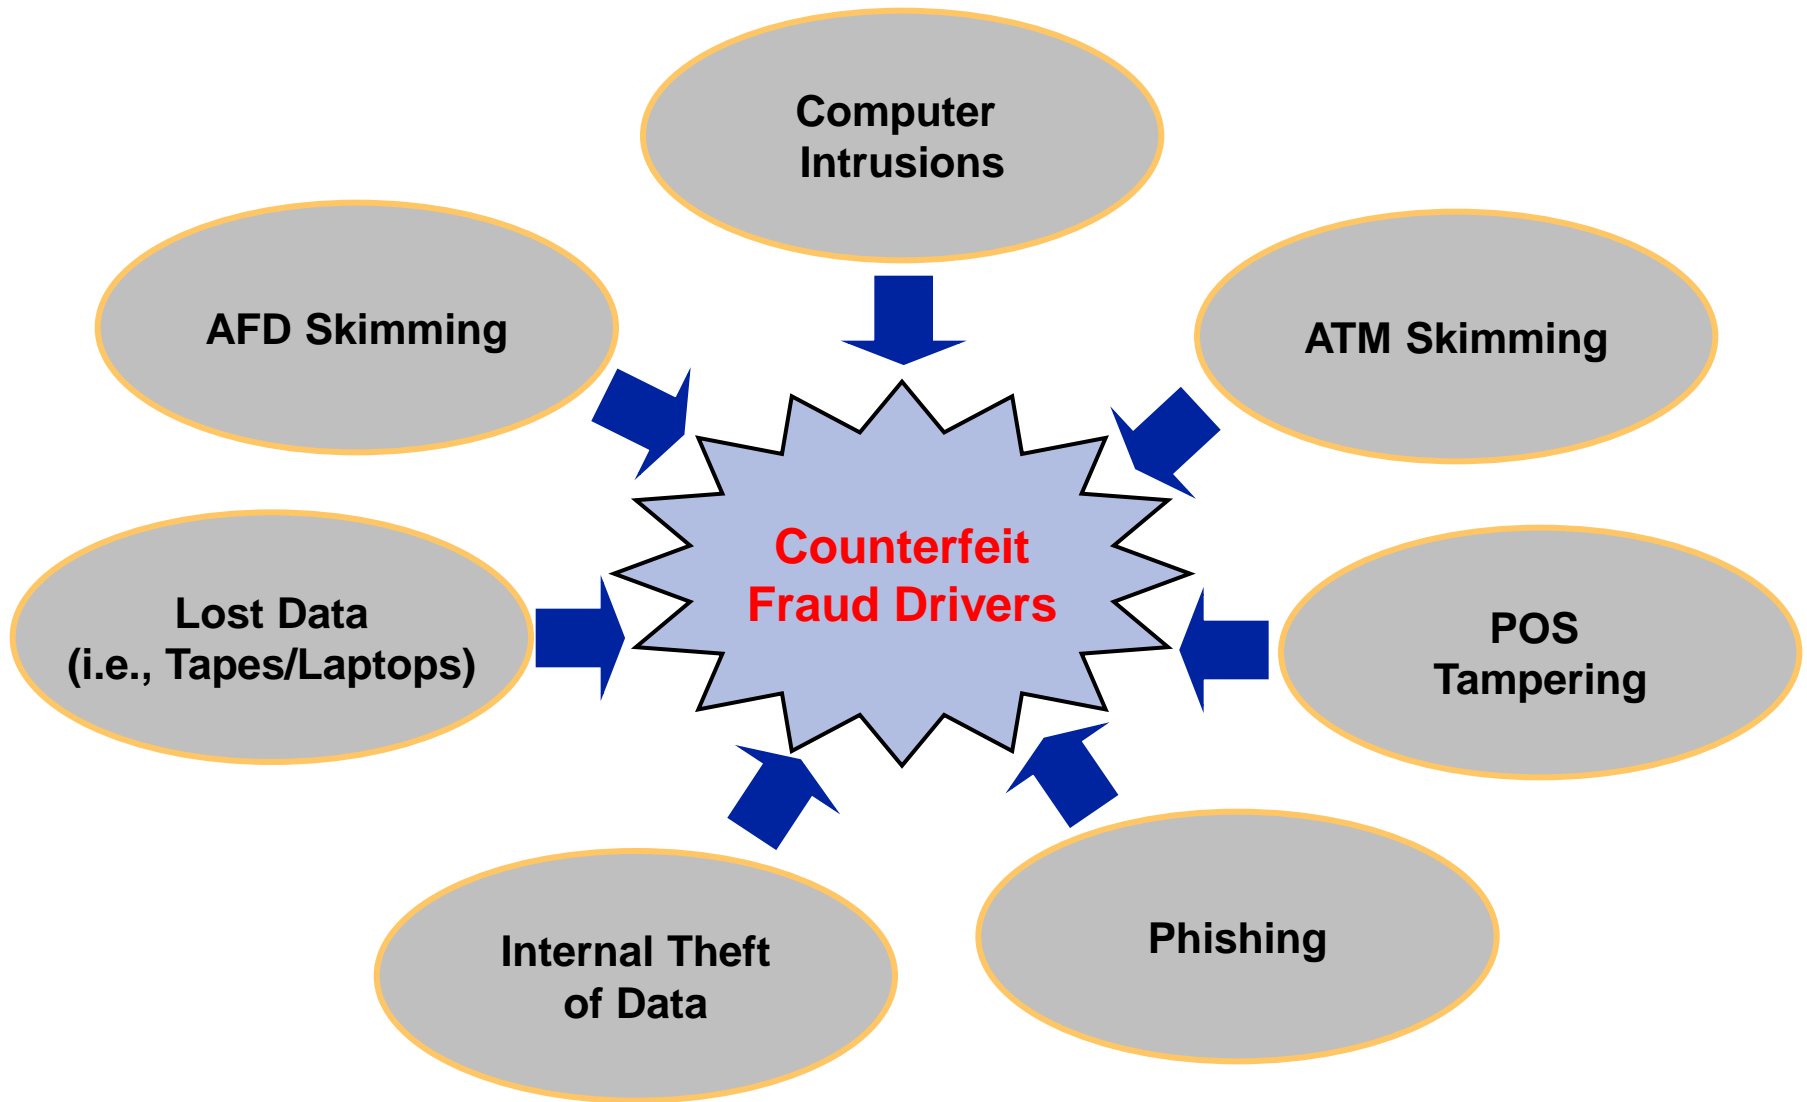 Computer
Intrusions
AFD Skimming
ATM Skimming
Counterfeit
Fraud Drivers
Lost Data
(i.e., Tapes/Laptops)
POS
Tampering
Internal Theft
of Data
Phishing